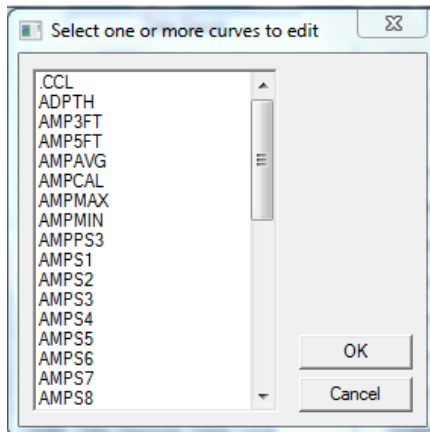 Select one or more curves to edit
.CCL
ADPTH
AMP3FT
AMP5FT
AMPAVG
AMPCAL
AMPMAX
AMPMIN
AMPPS3
AMPS1
AMPS2
AMPS3
AMPS4
AMPS5
AMPS6
AMPS7
AMPS8
OK
Cancel